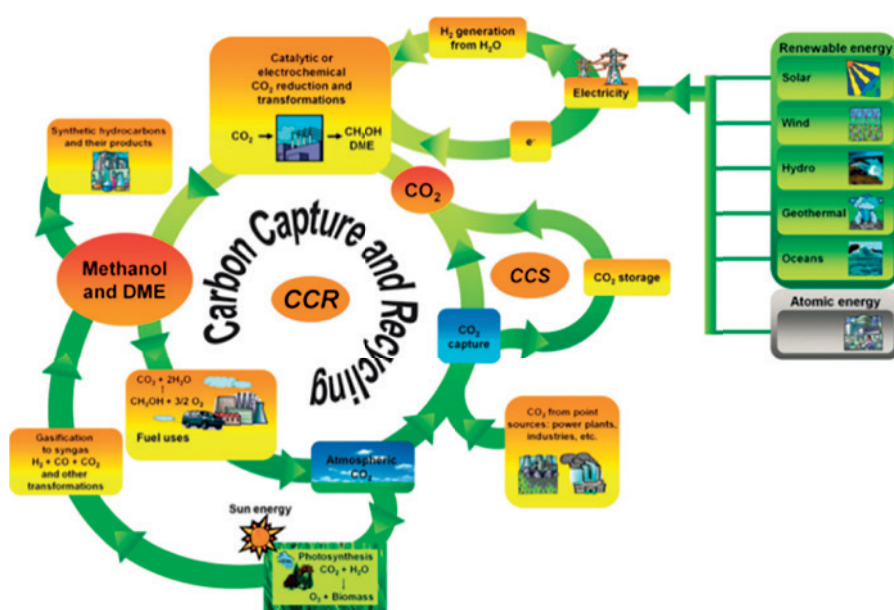 Catalytic or
electrochemical
CO₂ reduction and
transformations
CO₂ → CH₃OH
DME
H₂ generation
from H₂O
Electricity
e⁻
Renewable energy
Solar
Wind
Hydro
Geothermal
Oceans
Atomic energy
Synthetic hydrocarbons
and their products
CO₂
Methanol
and DME
Carbon Capture and Recycling
CCR
CCS
CO₂ storage
CO₂
capture
CO₂ + 2H₂O
↑
CH₃OH + 3/2 O₂
Fuel uses
Gasification
to syngas
H₂ + CO + CO₂
and other
transformations
Atmospheric
CO₂
CO₂ from point
sources: power plants,
industries, etc.
Sun energy
Photosynthesis
CO₂ + H₂O
↓
O₂ + Biomass